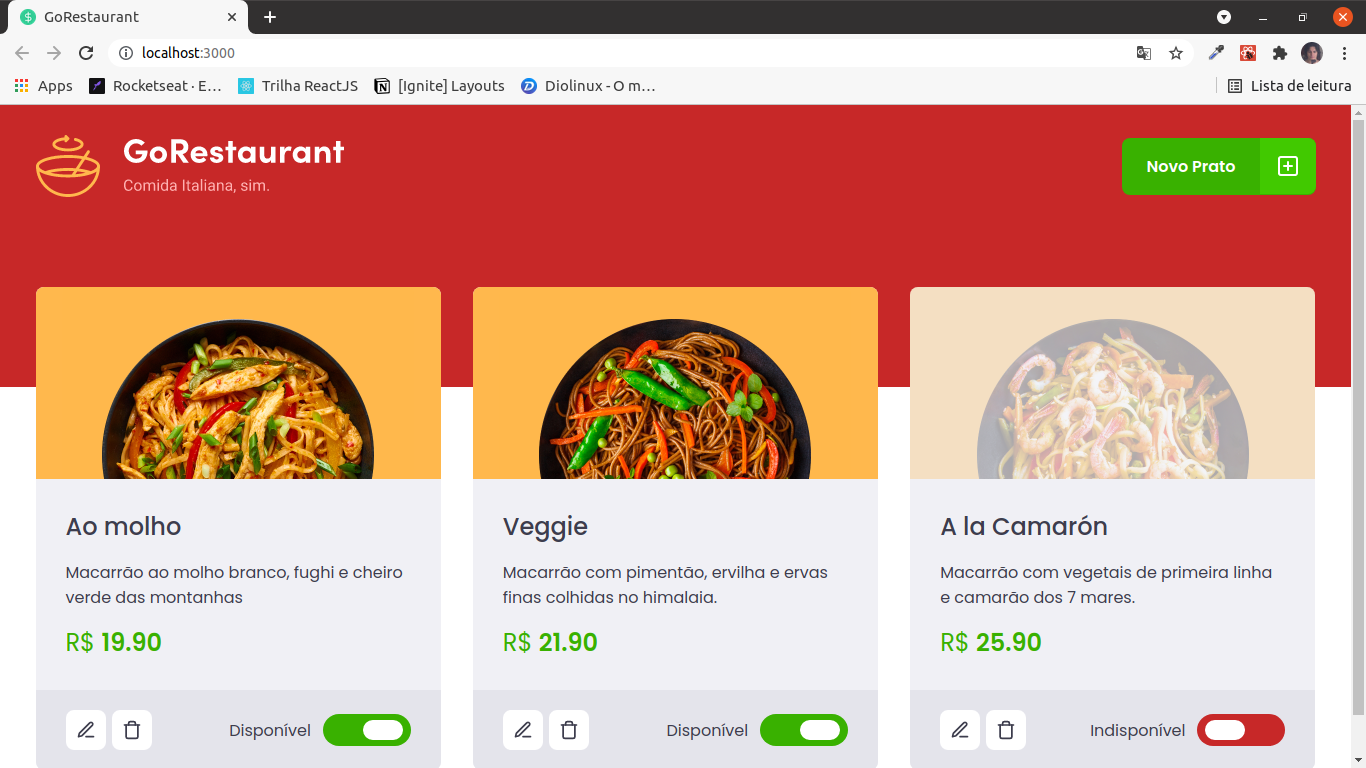 GoRestaurant
localhost:3000
Apps
Rocketseat · E…
Trilha ReactJS
[Ignite] Layouts
Diolinux - O m…
Lista de leitura
GoRestaurant
Comida Italiana, sim.
Novo Prato
Ao molho
Macarrão ao molho branco, fughi e cheiro
verde das montanhas
R$ 19.90
Disponível
Veggie
Macarrão com pimentão, ervilha e ervas
finas colhidas no himalaia.
R$ 21.90
Disponível
A la Camarón
Macarrão com vegetais de primeira linha
e camarão dos 7 mares.
R$ 25.90
Indisponível